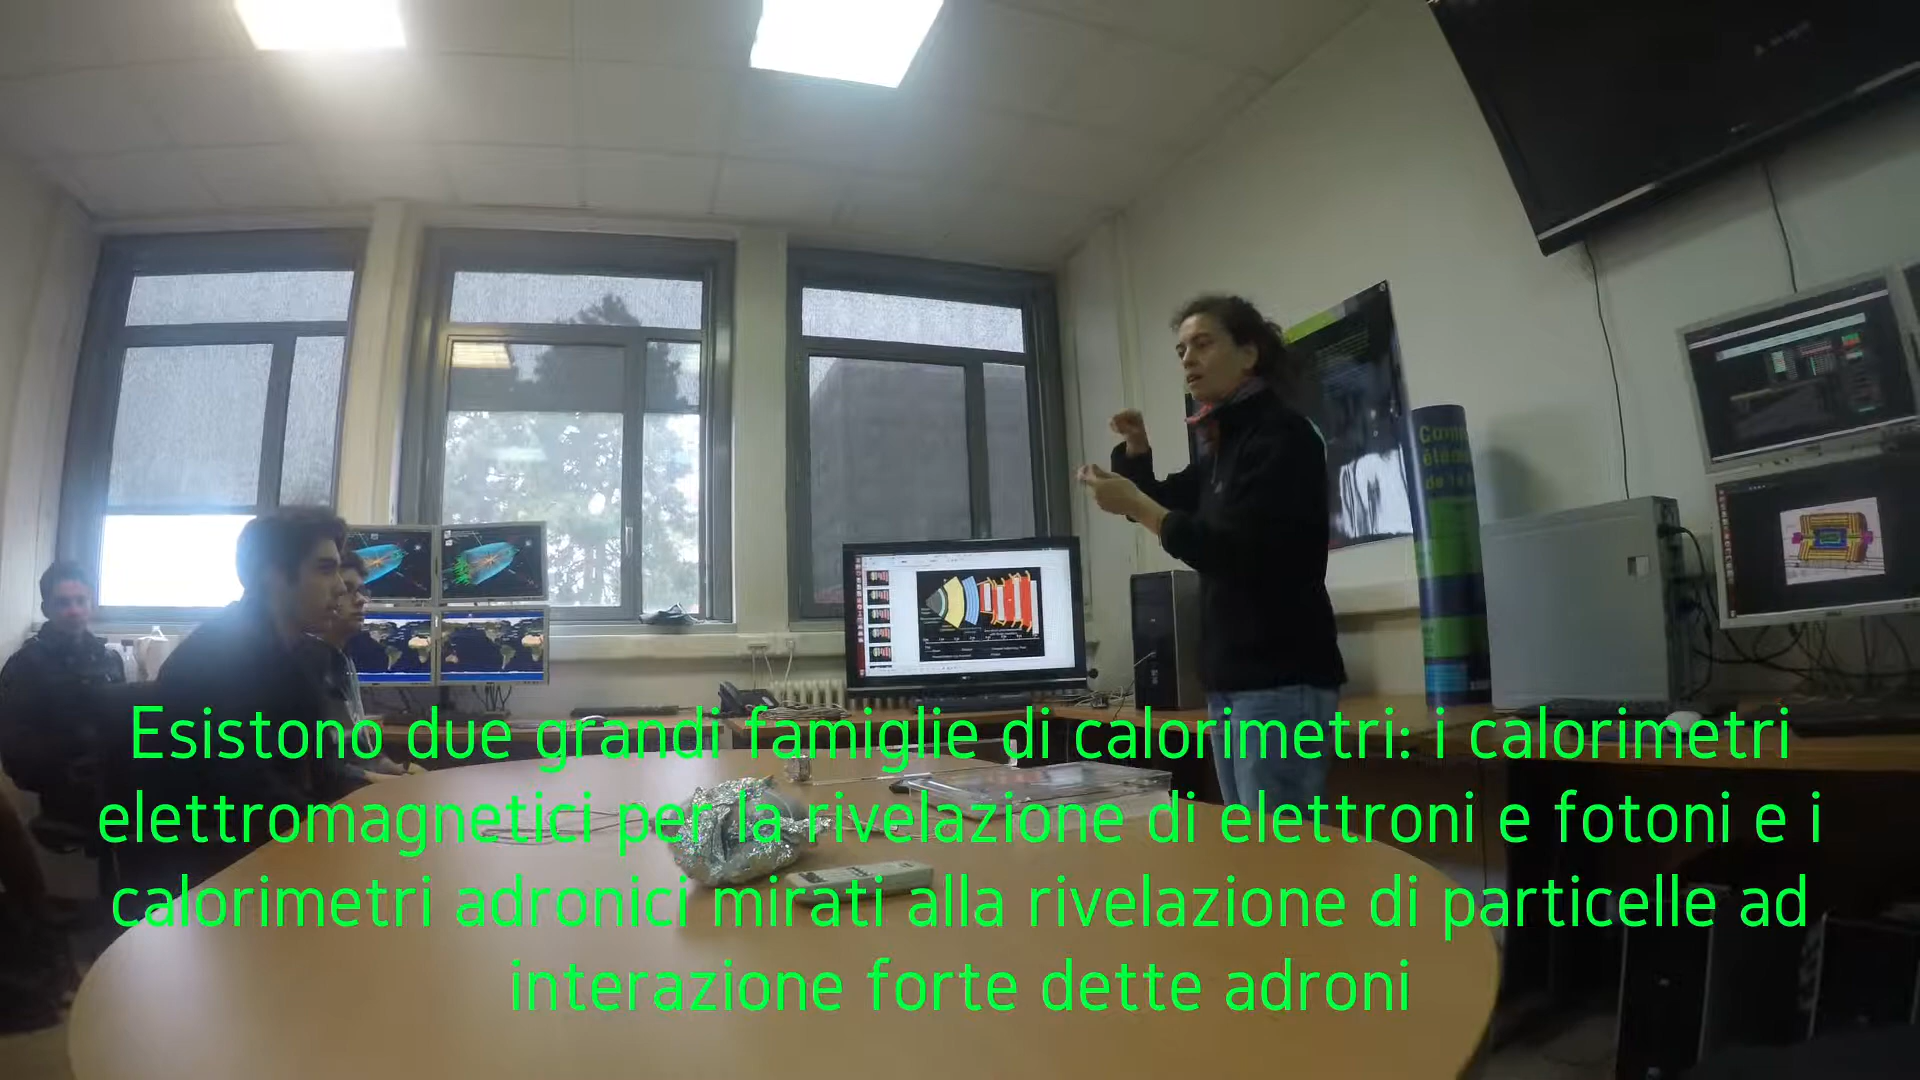 Esistono due grandi famiglie di calorimetri: i calorimetri
elettromagnetici per la rivelazione di elettroni e fotoni e i
calorimetri adronici mirati alla rivelazione di particelle ad
interazione forte dette adroni